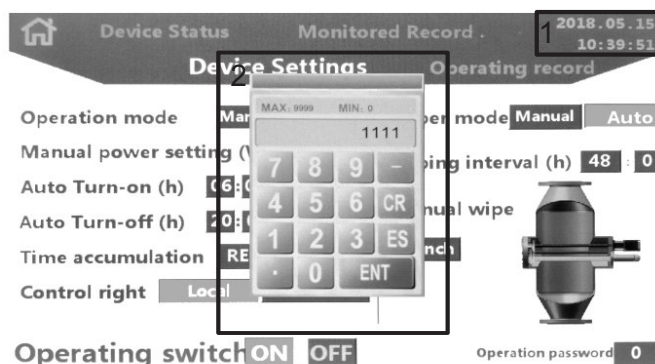 Device Status Monitored Record . 1 2018.05.15
10:39:51
2 Device Settings Operating record
MAX: 9999 MIN: 0
1111
Operation mode mode Manual Auto
Manual power setting interval (h) 48 : 0
7 8 9 -
Auto Turn-on (h)
4 5 6 CR
Auto Turn-off (h) wipe
1 2 3 ES
Time accumulation
. 0 ENT
Control right Local
Operating switch ON OFF Operation password 0